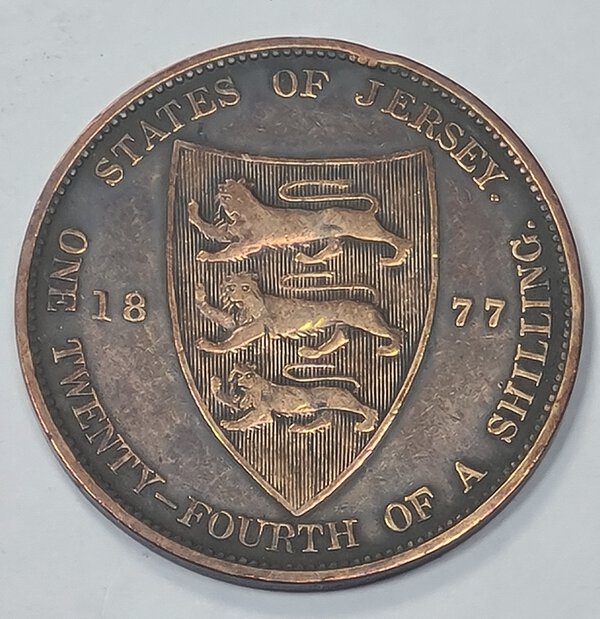 STATES OF JERSEY.
18 77
ONE TWENTY-FOURTH OF A SHILLING.